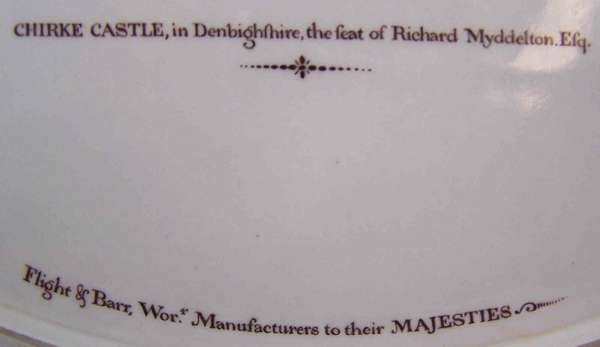 CHIRKE CASTLE, in Denbighſhire, the ſeat of Richard Myddelton. Eſq.
Flight & Barr, Wor.ʳ Manufacturers to their MAJESTIES